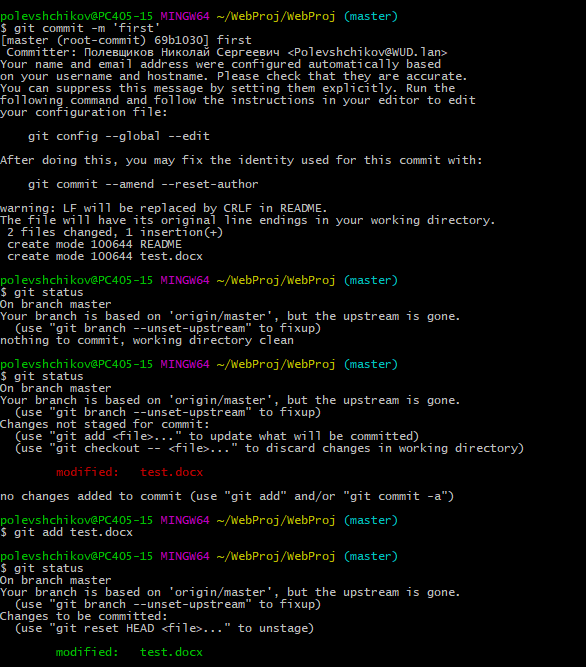 polevshchikov@PC405-15 MINGW64 ~/WebProj/WebProj (master)
$ git commit -m 'first'
[master (root-commit) 69b1030] first
 Committer: Полевщиков Николай Сергеевич <Polevshchikov@WUD.lan>
Your name and email address were configured automatically based
on your username and hostname. Please check that they are accurate.
You can suppress this message by setting them explicitly. Run the
following command and follow the instructions in your editor to edit
your configuration file:
    git config --global --edit
After doing this, you may fix the identity used for this commit with:
    git commit --amend --reset-author
warning: LF will be replaced by CRLF in README.
The file will have its original line endings in your working directory.
 2 files changed, 1 insertion(+)
 create mode 100644 README
 create mode 100644 test.docx
polevshchikov@PC405-15 MINGW64 ~/WebProj/WebProj (master)
$ git status
On branch master
Your branch is based on 'origin/master', but the upstream is gone.
  (use "git branch --unset-upstream" to fixup)
nothing to commit, working directory clean
polevshchikov@PC405-15 MINGW64 ~/WebProj/WebProj (master)
$ git status
On branch master
Your branch is based on 'origin/master', but the upstream is gone.
  (use "git branch --unset-upstream" to fixup)
Changes not staged for commit:
  (use "git add <file>..." to update what will be committed)
  (use "git checkout -- <file>..." to discard changes in working directory)
        modified:   test.docx
no changes added to commit (use "git add" and/or "git commit -a")
polevshchikov@PC405-15 MINGW64 ~/WebProj/WebProj (master)
$ git add test.docx
polevshchikov@PC405-15 MINGW64 ~/WebProj/WebProj (master)
$ git status
On branch master
Your branch is based on 'origin/master', but the upstream is gone.
  (use "git branch --unset-upstream" to fixup)
Changes to be committed:
  (use "git reset HEAD <file>..." to unstage)
        modified:   test.docx